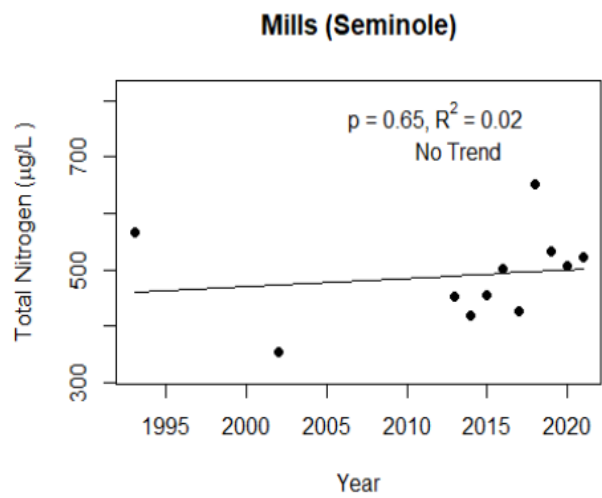 Mills (Seminole)
p = 0.65, R² = 0.02
No Trend
Total Nitrogen (µg/L )
700
500
300
1995 2000 2005 2010 2015 2020
Year